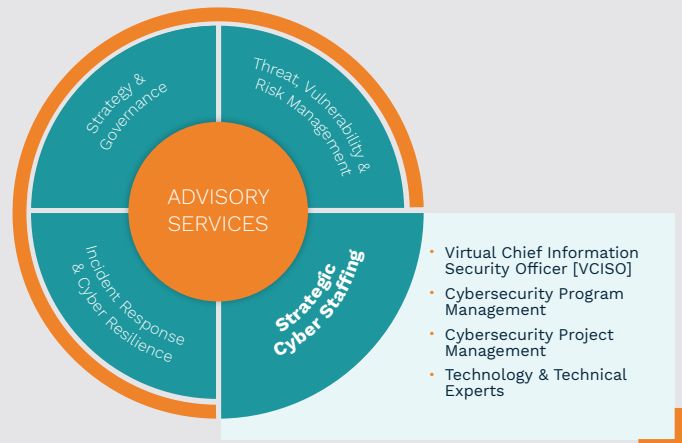 Strategy &
Governance
Threat, Vulnerability &
Risk Management
ADVISORY
SERVICES
Incident Response
& Cyber Resilience
Strategic
Cyber Staffing
• Virtual Chief Information
Security Officer [VCISO]
• Cybersecurity Program
Management
• Cybersecurity Project
Management
• Technology & Technical
Experts